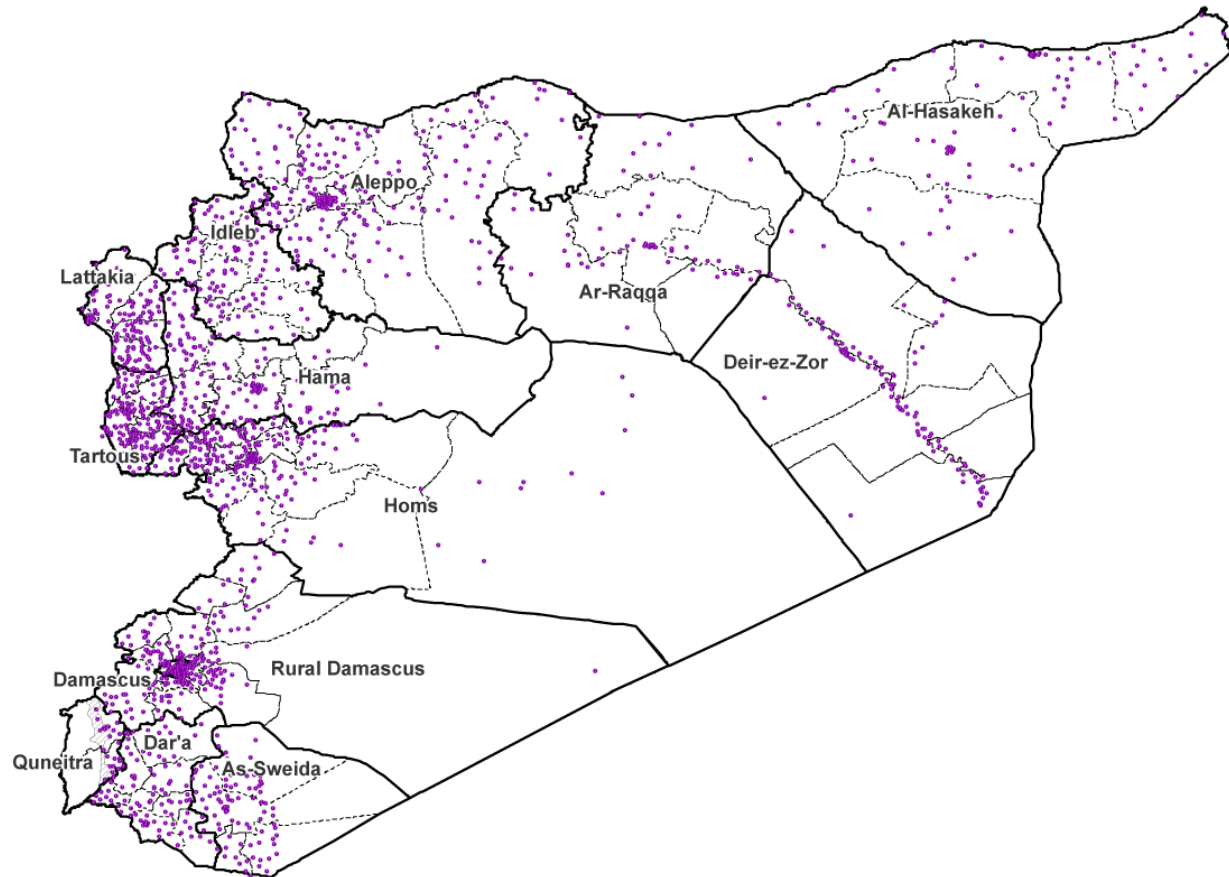 Al-Hasakeh
Aleppo
Idleb
Lattakia
Ar-Raqqa
Deir-ez-Zor
Hama
Tartous
Homs
Rural Damascus
Damascus
Dar'a
Quneitra
As-Sweida